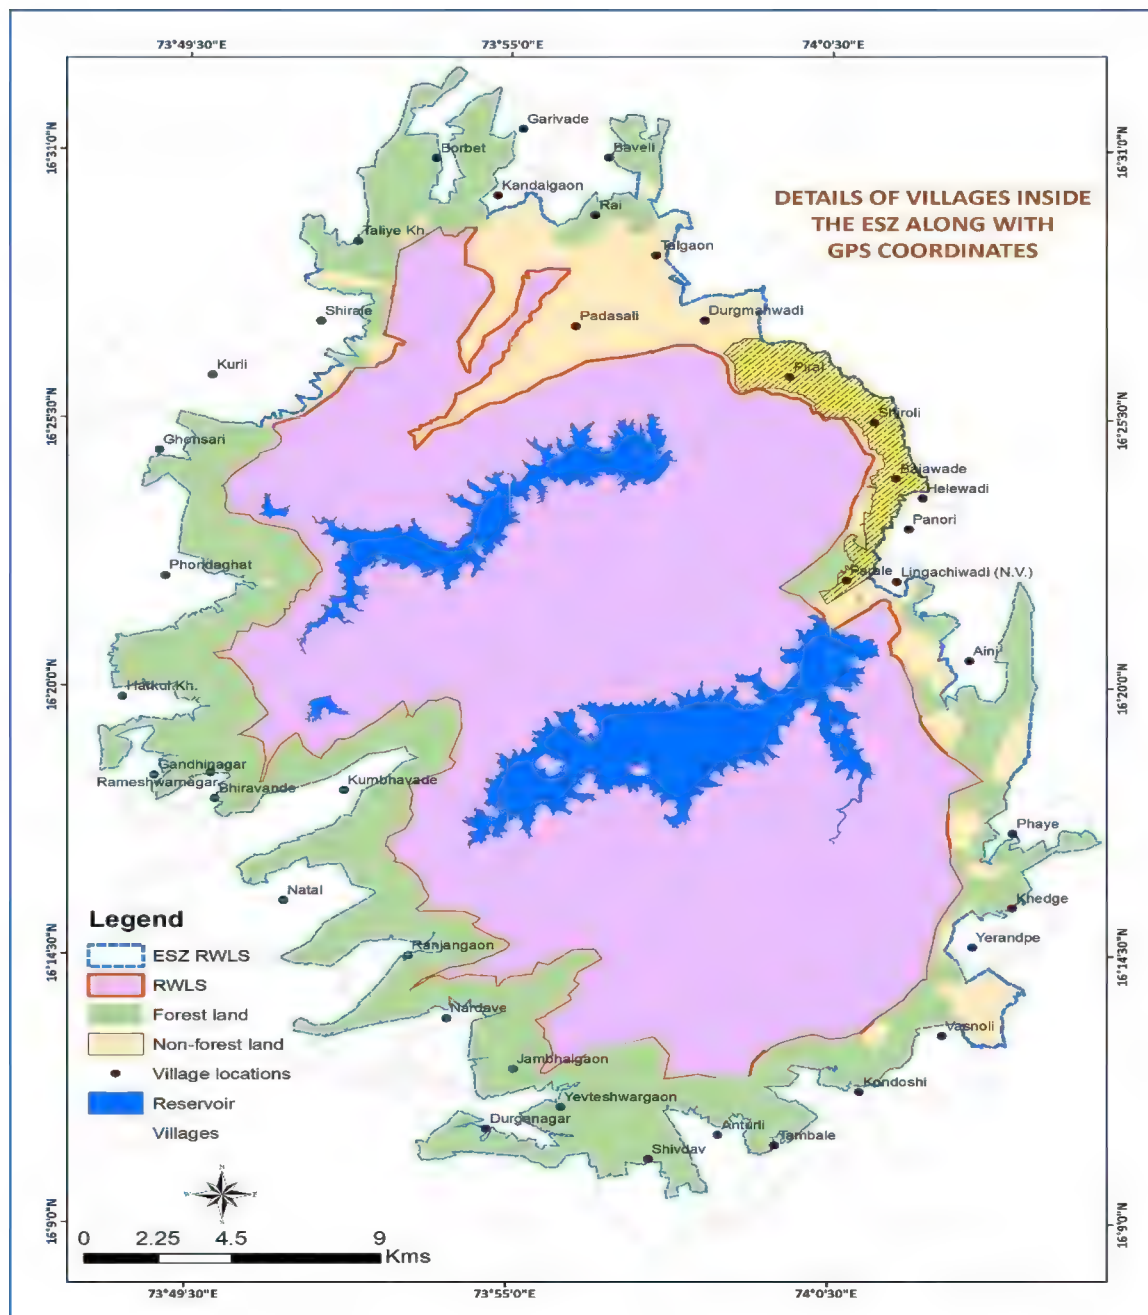 73°49'30"E
73°55'0"E
74°0'30"E
16°31'0"N
16°31'0"N
Garivade
Borbet
Baveli
Kandalgaon
Rai
DETAILS OF VILLAGES INSIDE
THE ESZ ALONG WITH
GPS COORDINATES
Taliye Kh.
Talgaon
Shirale
Padasali
Durgmanwadi
Kurli
Piral
16°25'30"N
16°25'30"N
Shiroli
Ghonsari
Bajawade
Helewadi
Panori
Phondaghat
Parale
Lingachiwadi (N.V.)
Aini
16°20'0"N
16°20'0"N
Harkul Kh.
Gandhinagar
Rameshwarnagar
Kumbhavade
Bhiravande
Phaye
Natal
Khedge
Legend
Ranjangaon
Yerandpe
16°14'30"N
16°14'30"N
ESZ RWLS
RWLS
Forest land
Nardave
Non-forest land
Vasnoli
Village locations
Jambhalgaon
Kondoshi
Reservoir
Yevteshwargaon
Villages
Durganagar
Anturli
Tambale
Shivdav
N
16°9'0"N
16°9'0"N
0 2.25 4.5 9
Kms
73°49'30"E
73°55'0"E
74°0'30"E